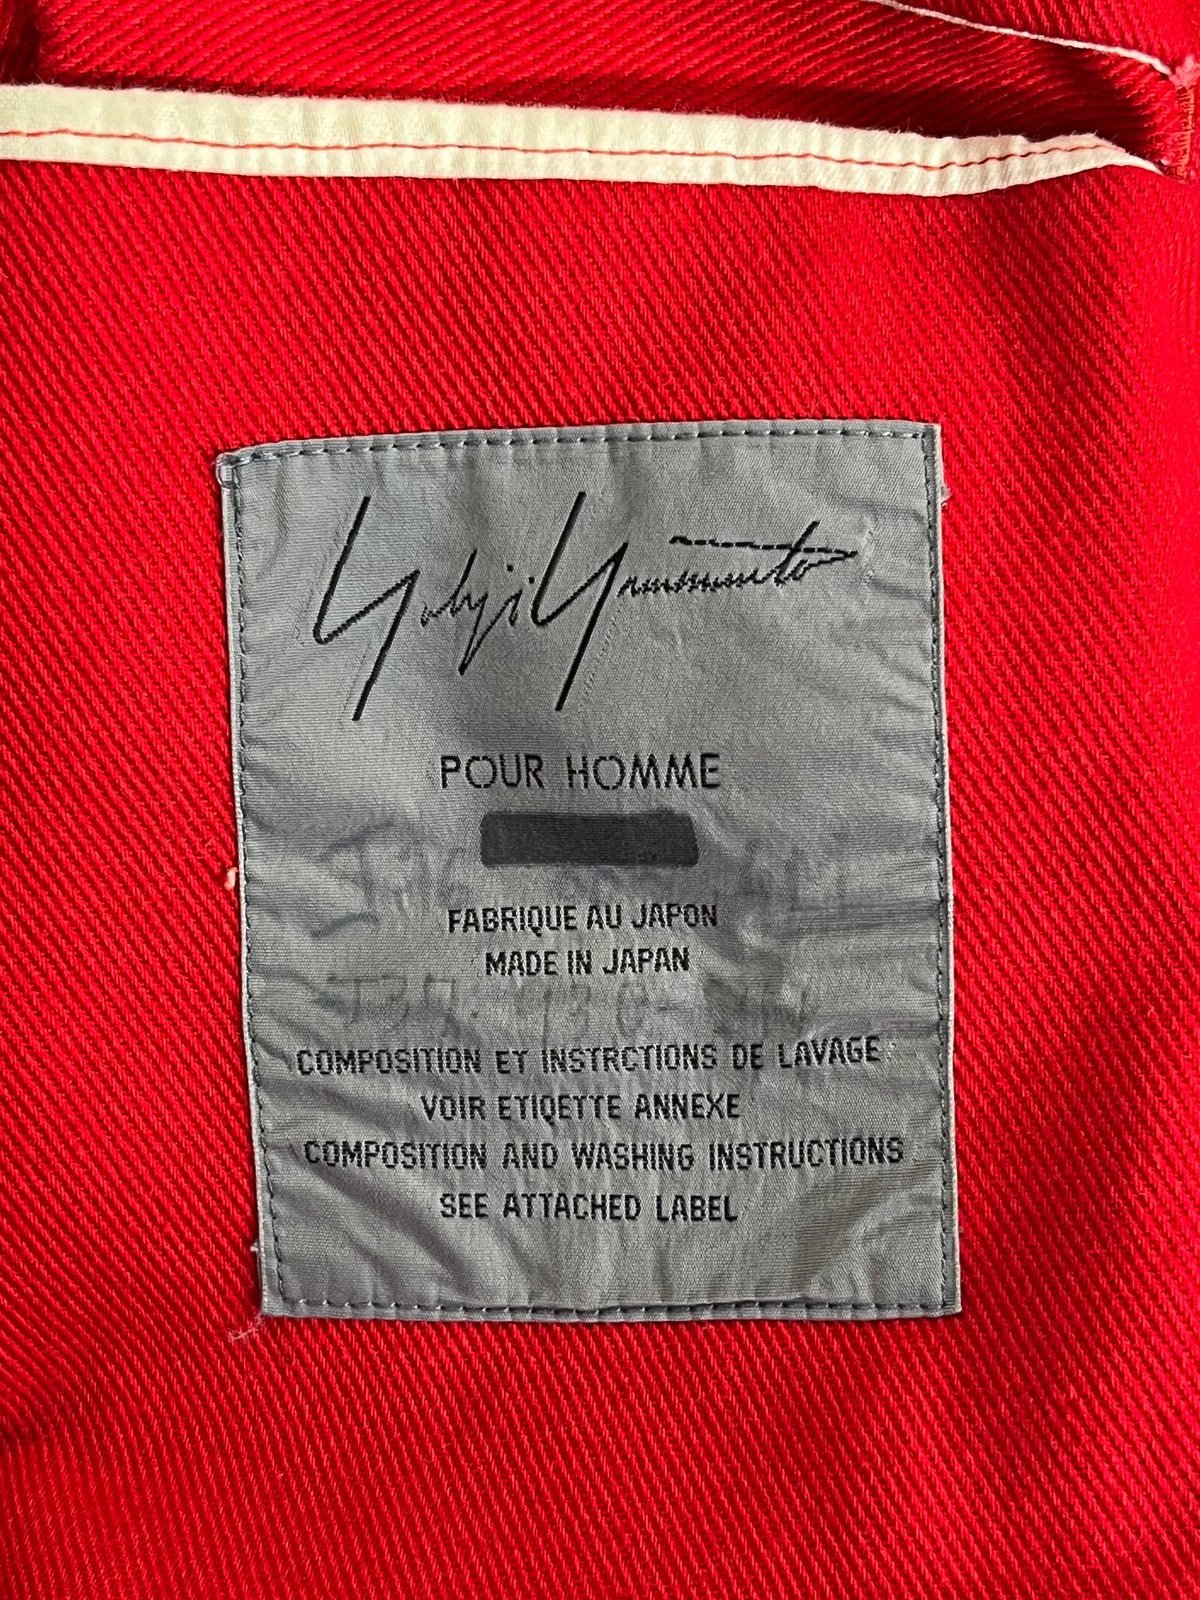 Yohji Yamamoto
POUR HOMME
FABRIQUE AU JAPON
MADE IN JAPAN
COMPOSITION ET INSTRCTIONS DE LAVAGE
VOIR ETIQETTE ANNEXE
COMPOSITION AND WASHING INSTRUCTIONS
SEE ATTACHED LABEL